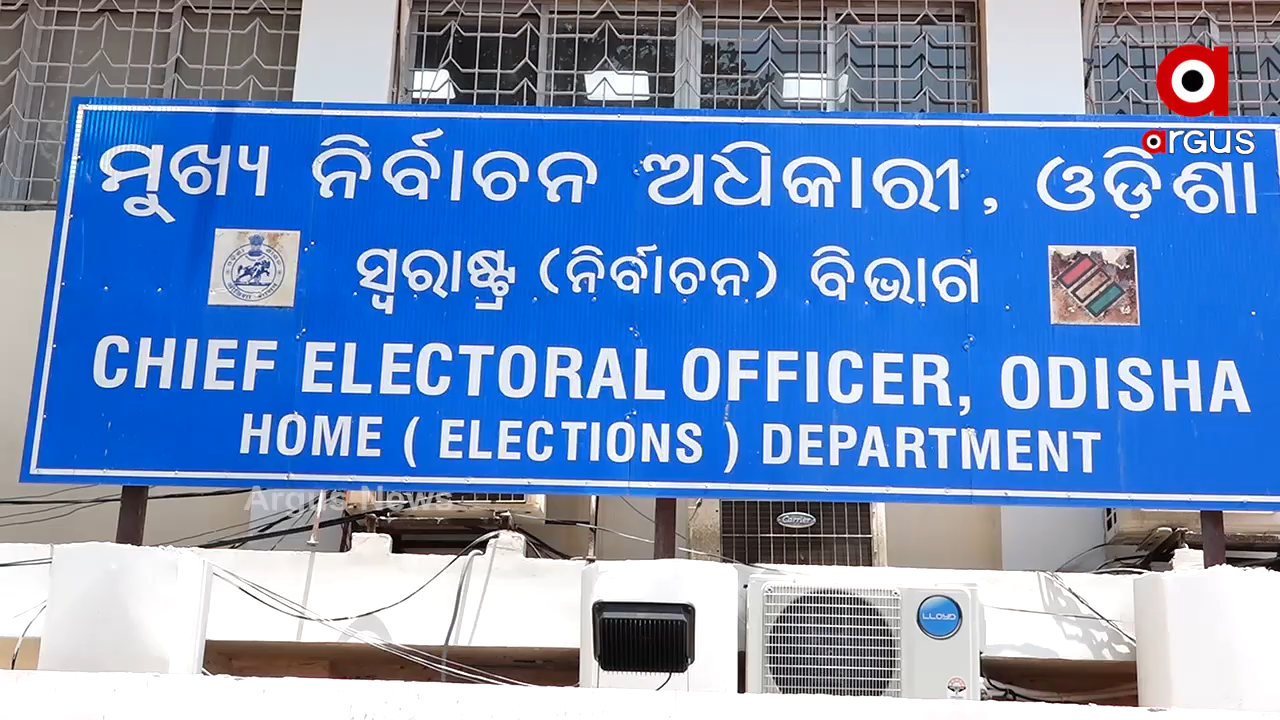 argus
ମୁଖ୍ୟ ନିର୍ବାଚନ ଅଧିକାରୀ, ଓଡ଼ିଶା
ସ୍ୱରାଷ୍ଟ୍ର (ନିର୍ବାଚନ) ବିଭାଗ
CHIEF ELECTORAL OFFICER, ODISHA
HOME ( ELECTIONS ) DEPARTMENT
Argus News
Carrier
LLOYD